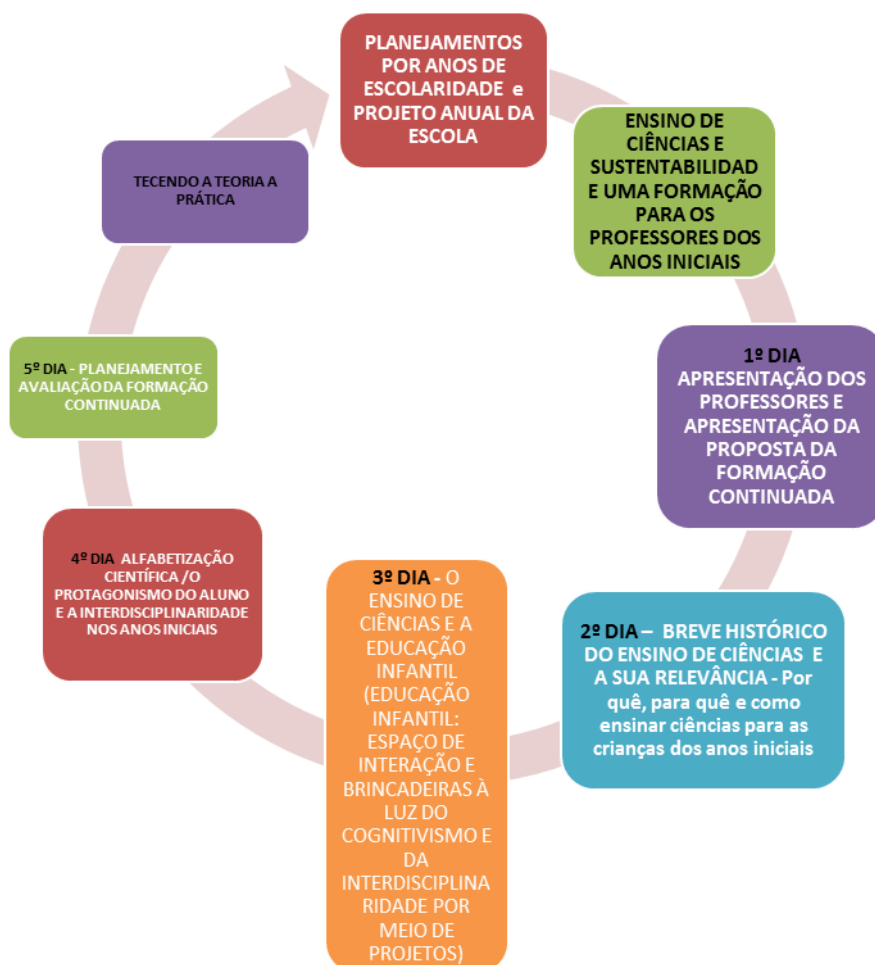 PLANEJAMENTOS
POR ANOS DE
ESCOLARIDADE e
PROJETO ANUAL DA
ESCOLA
ENSINO DE
CIÊNCIAS E
SUSTENTABILIDAD
E UMA FORMAÇÃO
PARA OS
PROFESSORES DOS
ANOS INICIAIS
1º DIA
APRESENTAÇÃO DOS
PROFESSORES E
APRESENTAÇÃO DA
PROPOSTA DA
FORMAÇÃO
CONTINUADA
2º DIA – BREVE HISTÓRICO
DO ENSINO DE CIÊNCIAS E
A SUA RELEVÂNCIA - Por
quê, para quê e como
ensinar ciências para as
crianças dos anos iniciais
3º DIA - O
ENSINO DE
CIÊNCIAS E A
EDUCAÇÃO
INFANTIL
(EDUCAÇÃO
INFANTIL:
ESPAÇO DE
INTERAÇÃO E
BRINCADEIRAS À
LUZ DO
COGNITIVISMO E
DA
INTERDISCIPLINA
RIDADE POR
MEIO DE
PROJETOS)
4º DIA ALFABETIZAÇÃO
CIENTÍFICA /O
PROTAGONISMO DO ALUNO
E A INTERDISCIPLINARIDADE
NOS ANOS INICIAIS
5º DIA - PLANEJAMENTO E
AVALIAÇÃO DA FORMAÇÃO
CONTINUADA
TECENDO A TEORIA A
PRÁTICA